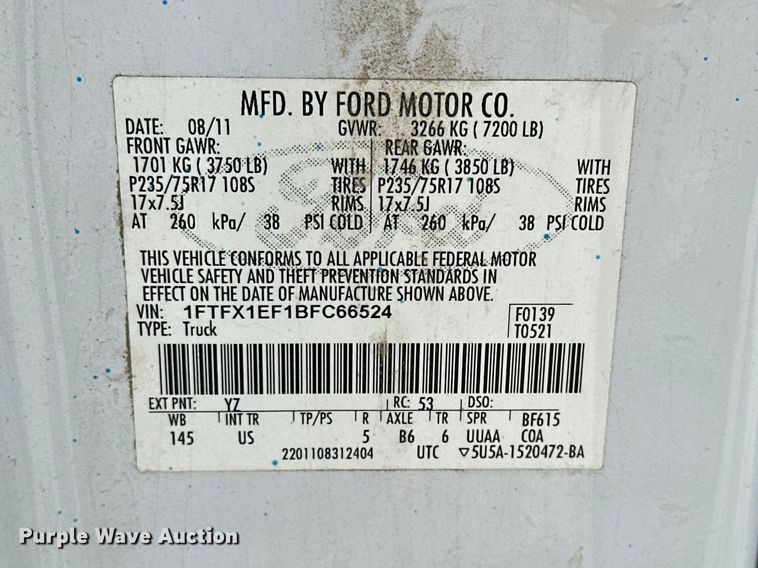 MFD. BY FORD MOTOR CO.
DATE: 08/11 GVWR: 3266 KG ( 7200 LB)
FRONT GAWR: REAR GAWR:
1701 KG ( 3750 LB) WITH 1746 KG ( 3850 LB) WITH
P235/75R17 108S TIRES P235/75R17 108S TIRES
17x7.5J RIMS 17x7.5J RIMS
AT 260 kPa/ 38 PSI COLD AT 260 kPa/ 38 PSI COLD
THIS VEHICLE CONFORMS TO ALL APPLICABLE FEDERAL MOTOR
VEHICLE SAFETY AND THEFT PREVENTION STANDARDS IN
EFFECT ON THE DATE OF MANUFACTURE SHOWN ABOVE.
VIN: 1FTFX1EF1BFC66524 F0139
TYPE: Truck T0521
EXT PNT: YZ RC: 53 DSO:
WB INT TR TP/PS R AXLE TR SPR BF615
145 US 5 B6 6 UUAA COA
2201108312404 UTC ▽5U5A-1520472-BA
Ford
Purple Wave Auction